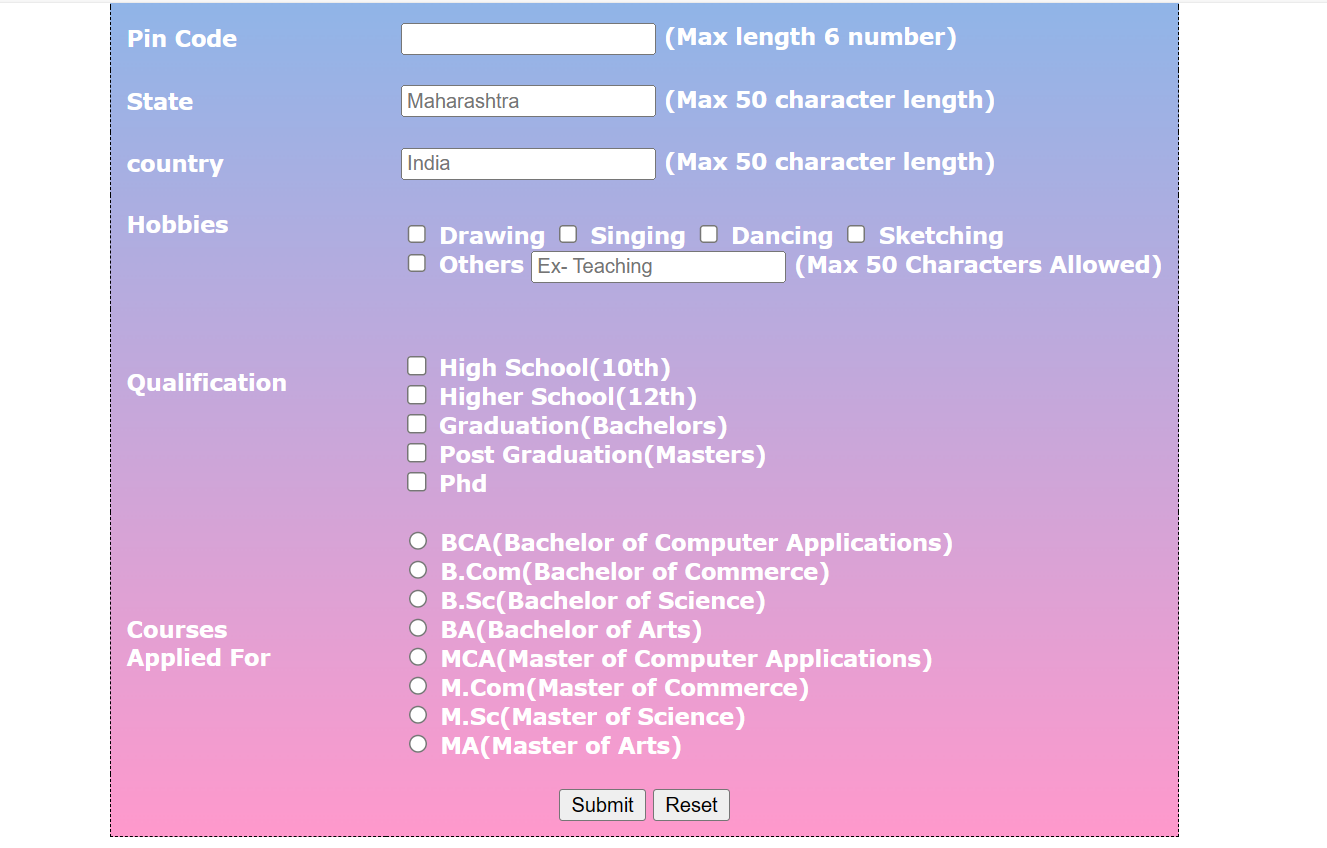 Pin Code (Max length 6 number)
State Maharashtra (Max 50 character length)
country India (Max 50 character length)
Hobbies
Drawing Singing Dancing Sketching
Others Ex- Teaching (Max 50 Characters Allowed)
High School(10th)
Qualification
Higher School(12th)
Graduation(Bachelors)
Post Graduation(Masters)
Phd
BCA(Bachelor of Computer Applications)
B.Com(Bachelor of Commerce)
B.Sc(Bachelor of Science)
Courses BA(Bachelor of Arts)
Applied For MCA(Master of Computer Applications)
M.Com(Master of Commerce)
M.Sc(Master of Science)
MA(Master of Arts)
Submit Reset